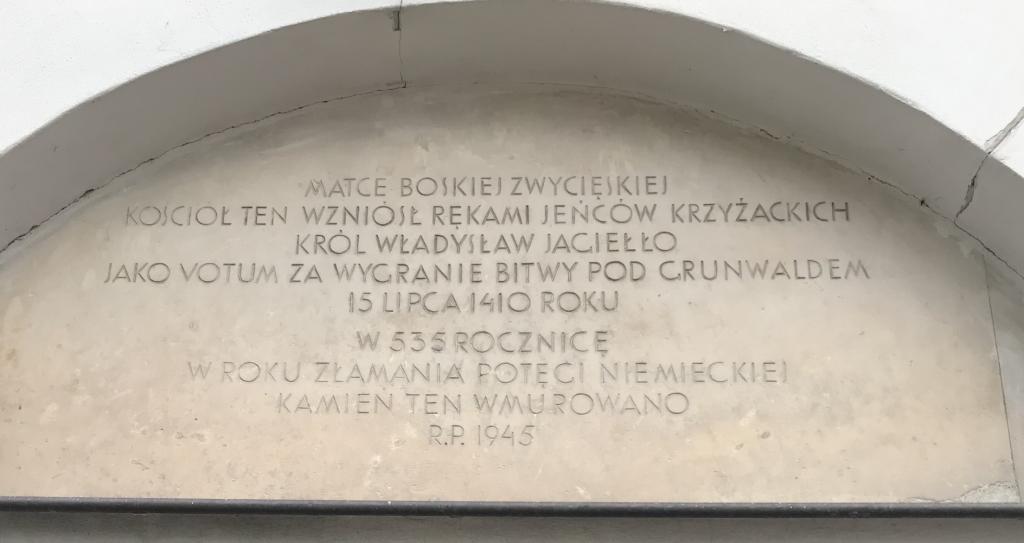 MATCE BOSKIEJ ZWYCIĘSKIEJ
KOŚCIÓŁ TEN WZNIÓSŁ RĘKAMI JEŃCÓW KRZYŻACKICH
KRÓL WŁADYSŁAW JAGIEŁŁO
JAKO VOTUM ZA WYGRANIE BITWY POD GRUNWALDEM
15 LIPCA 1410 ROKU
W 535 ROCZNICĘ
W ROKU ZŁAMANIA POTĘGI NIEMIECKIEJ
KAMIEŃ TEN WMUROWANO
R.P. 1945